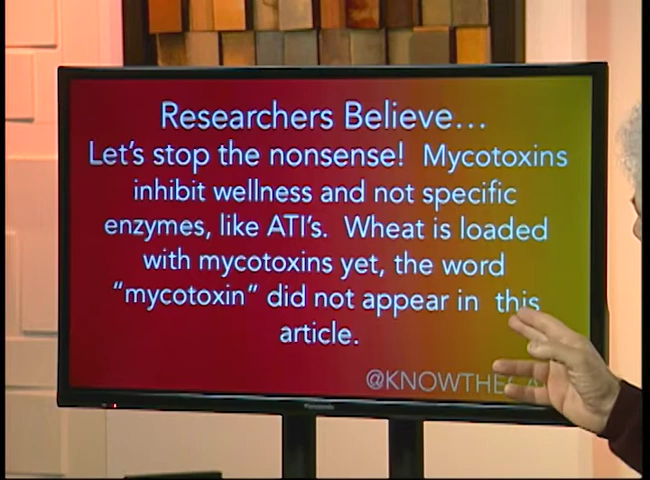 Researchers Believe...
Let's stop the nonsense! Mycotoxins
inhibit wellness and not specific
enzymes, like ATI's. Wheat is loaded
with mycotoxins yet, the word
"mycotoxin" did not appear in this
article.
Panasonic